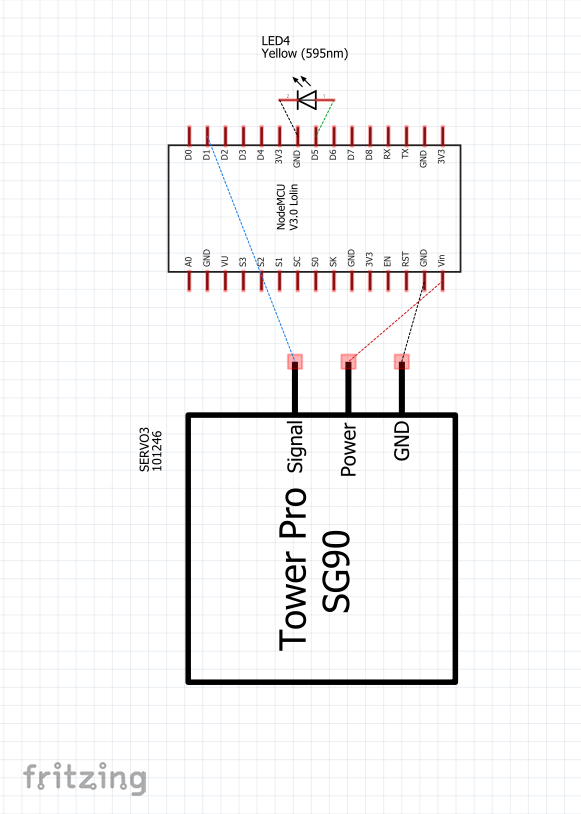 LED4
Yellow (595nm)
2
1
D0
D1
D2
D3
D4
3V3
GND
D5
D6
D7
D8
RX
TX
GND
3V3
NodeMCU
V3.0 Lolin
A0
GND
VU
S3
S2
S1
SC
S0
SK
GND
3V3
EN
RST
GND
Vin
SERVO3
101246
Signal
Power
GND
Tower Pro
SG90
fritzing